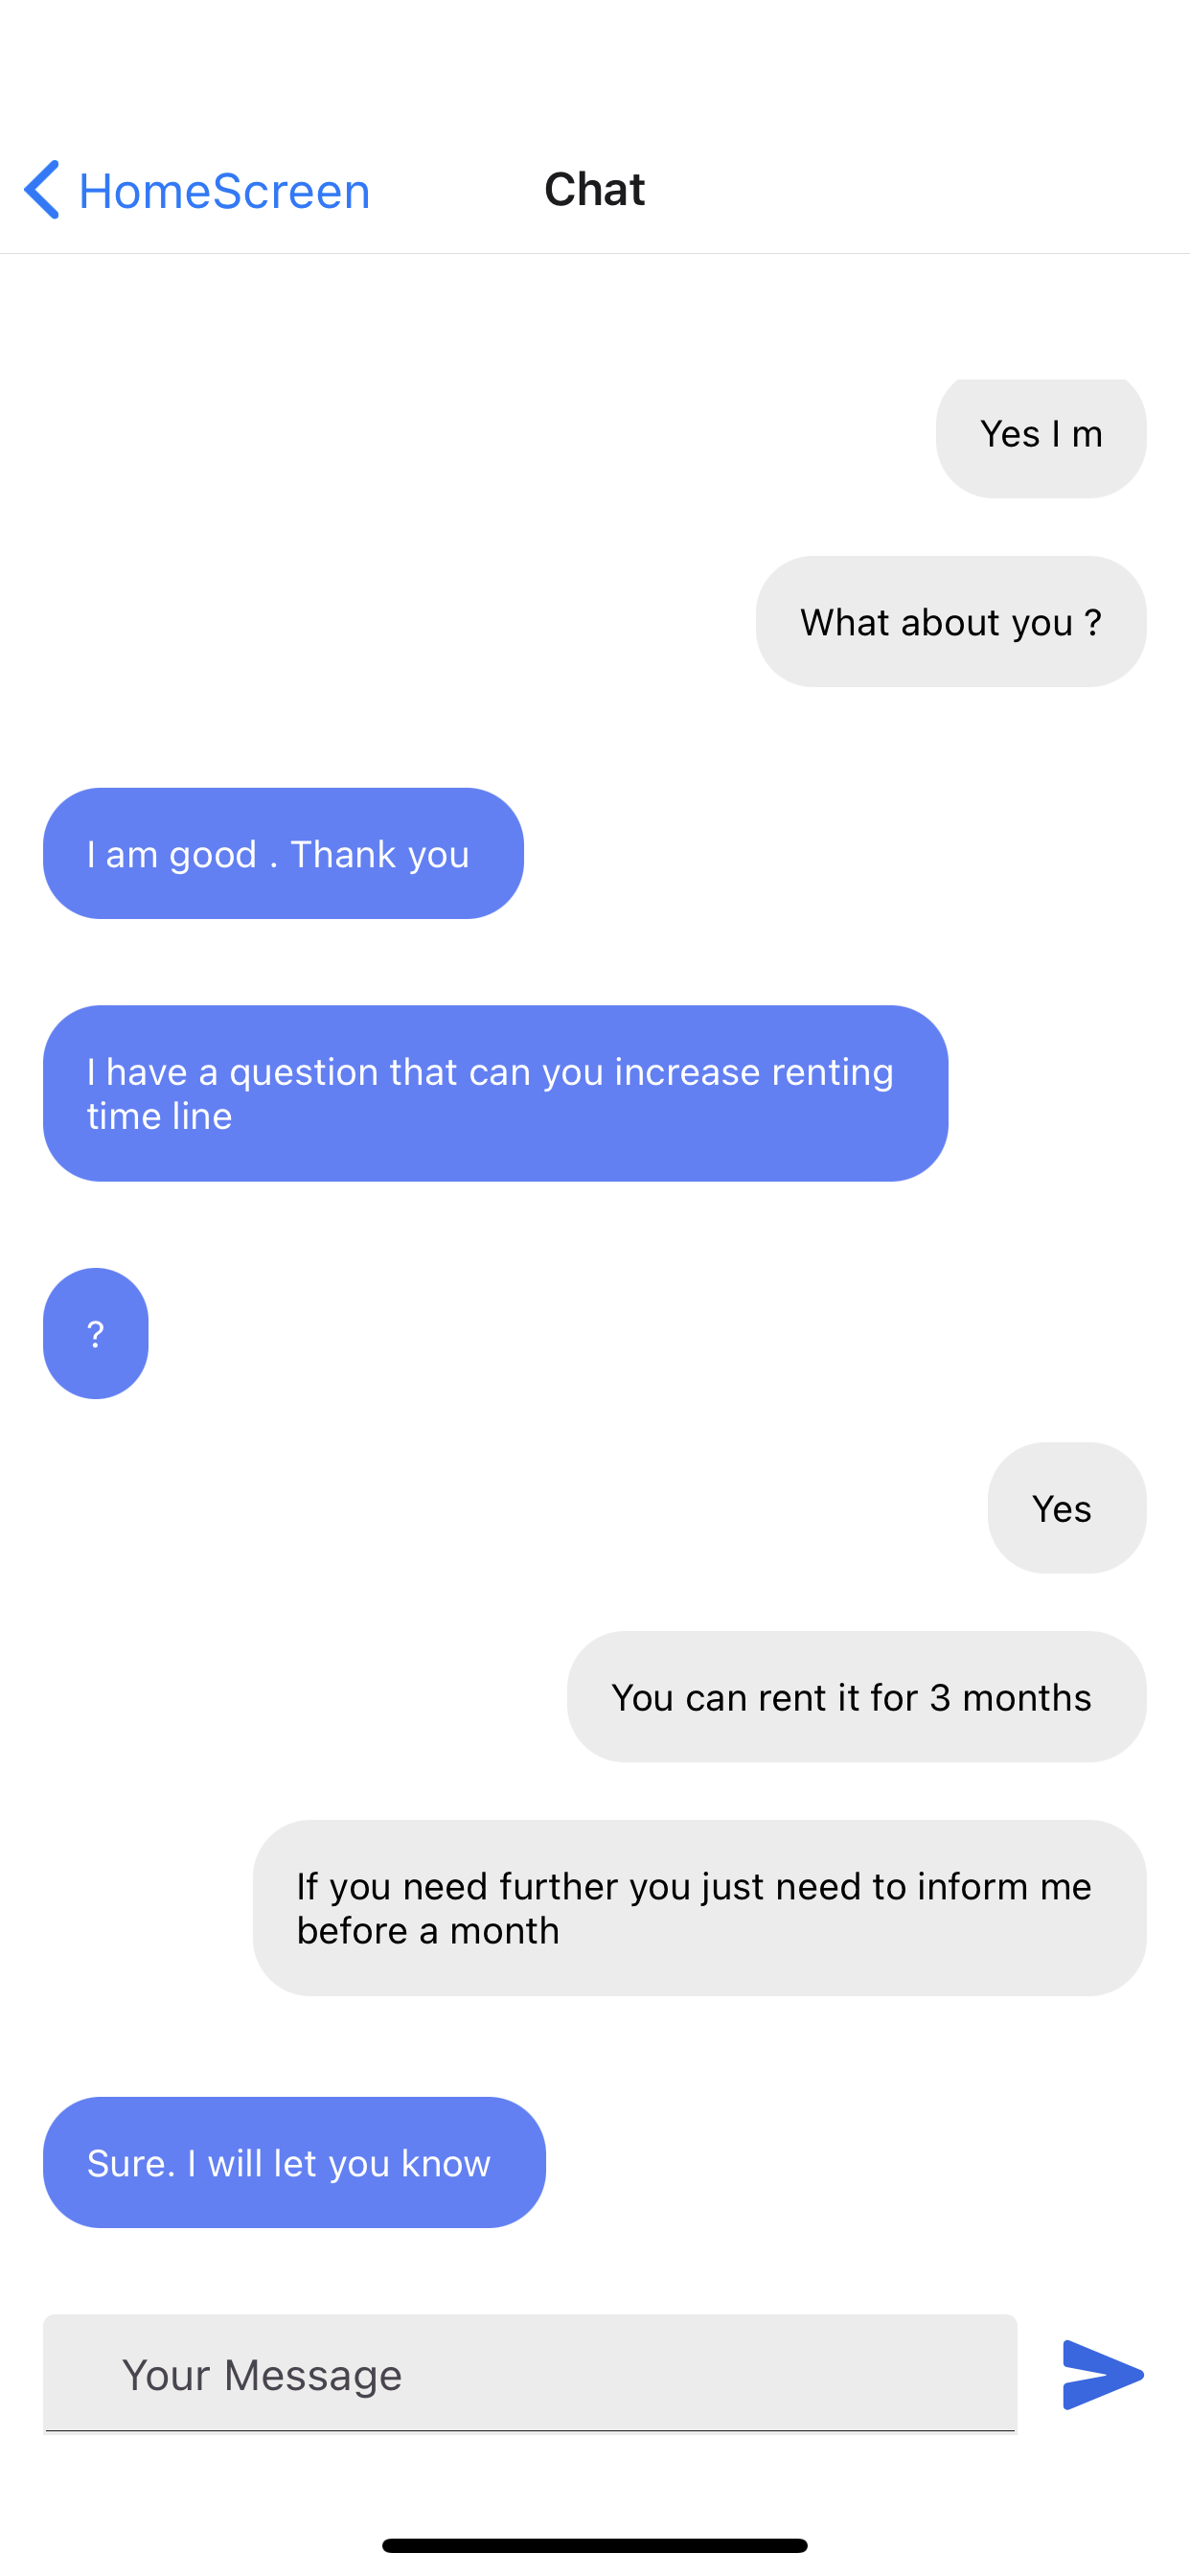 HomeScreen
Chat
Yes I m
What about you ?
I am good . Thank you
I have a question that can you increase renting
time line
?
Yes
You can rent it for 3 months
If you need further you just need to inform me
before a month
Sure. I will let you know
Your Message